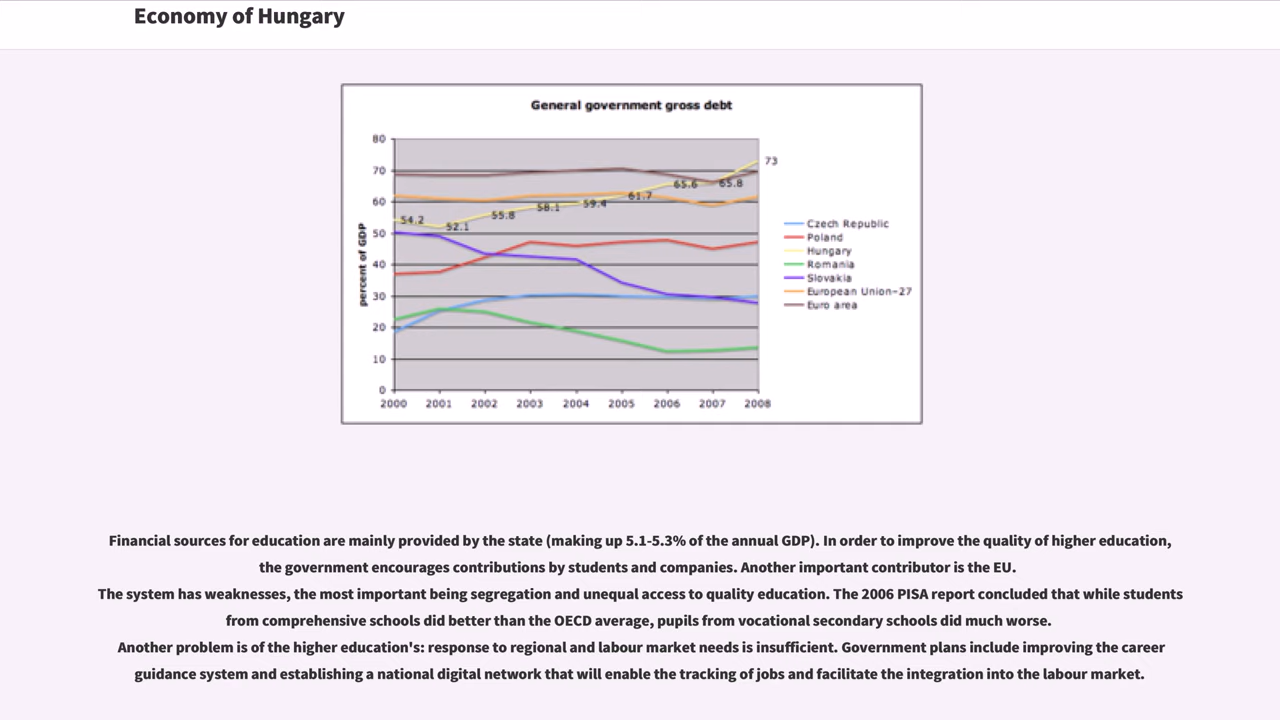 Economy of Hungary
General government gross debt
percent of GDP
80
70
60
50
40
30
20
10
0
2000 2001 2002 2003 2004 2005 2006 2007 2008
54.2
52.1
55.8
58.1
59.4
61.7
65.6
65.8
73
Czech Republic
Poland
Hungary
Romania
Slovakia
European Union-27
Euro area
Financial sources for education are mainly provided by the state (making up 5.1-5.3% of the annual GDP). In order to improve the quality of higher education,
the government encourages contributions by students and companies. Another important contributor is the EU.
The system has weaknesses, the most important being segregation and unequal access to quality education. The 2006 PISA report concluded that while students
from comprehensive schools did better than the OECD average, pupils from vocational secondary schools did much worse.
Another problem is of the higher education's: response to regional and labour market needs is insufficient. Government plans include improving the career
guidance system and establishing a national digital network that will enable the tracking of jobs and facilitate the integration into the labour market.